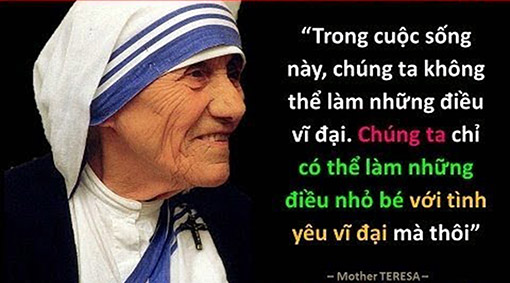 “Trong cuộc sống
này, chúng ta không
thể làm những điều
vĩ đại. Chúng ta chỉ
có thể làm những
điều nhỏ bé với tình
yêu vĩ đại mà thôi”
-- Mother TERESA --